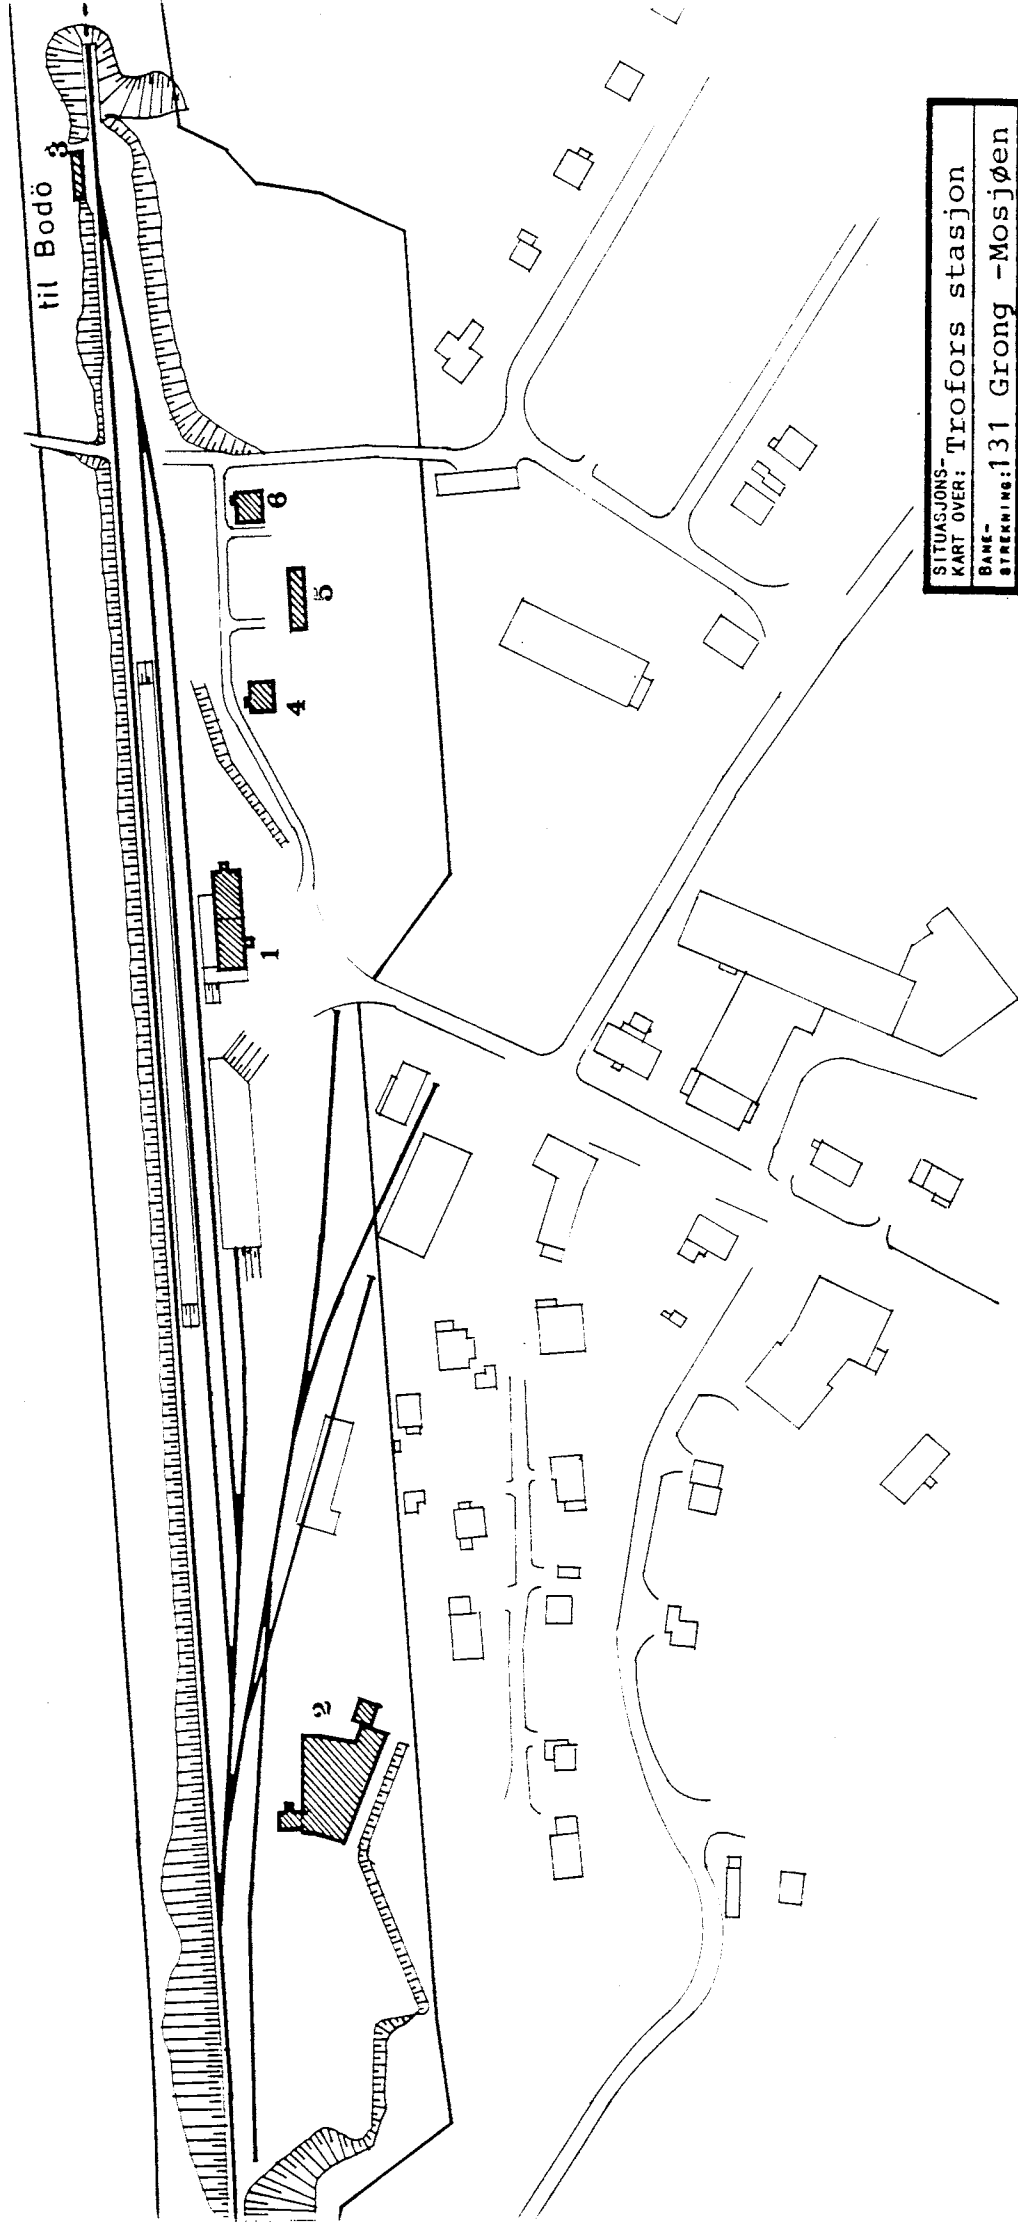 til Bodö
3
6
5
4
1
2
SITUASJONS-
KART OVER: Trofors stasjon
BANE-
STREKNING: 131 Grong -Mosjøen